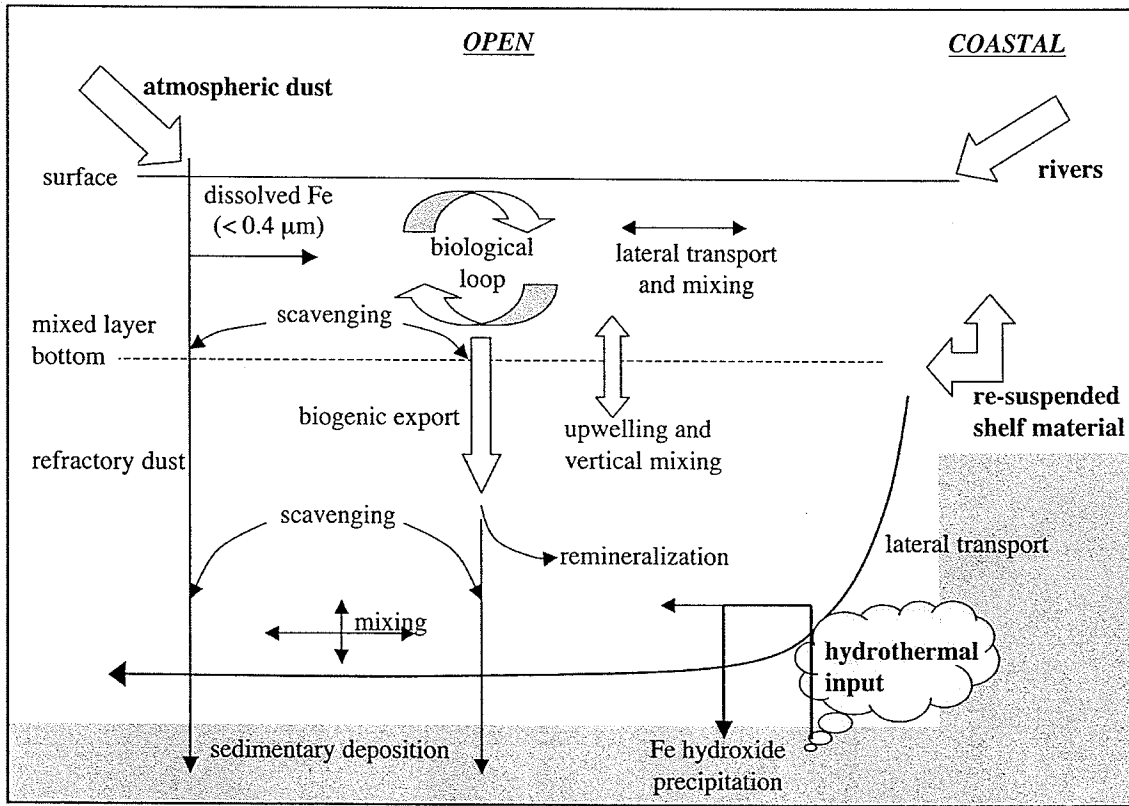 OPEN
COASTAL
atmospheric dust
rivers
surface
dissolved Fe
(< 0.4 μm)
biological
loop
lateral transport
and mixing
mixed layer
bottom
scavenging
biogenic export
upwelling and
vertical mixing
re-suspended
shelf material
refractory dust
scavenging
remineralization
lateral transport
mixing
hydrothermal
input
sedimentary deposition
Fe hydroxide
precipitation